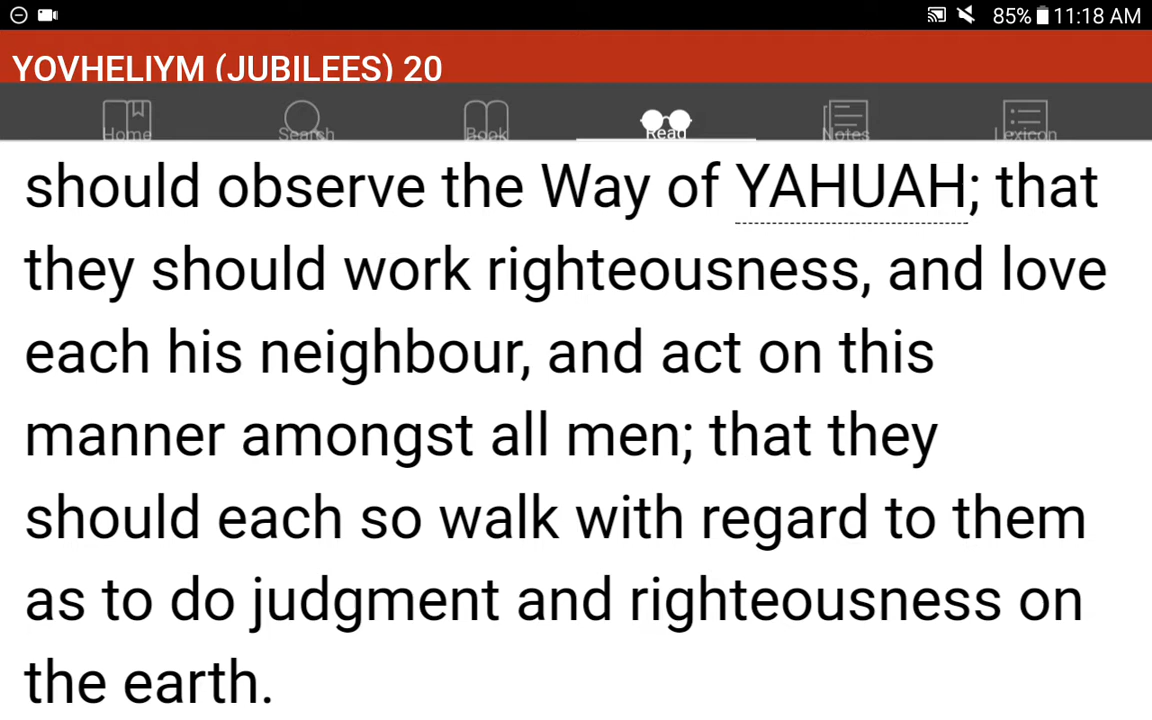 85% 11:18 AM
YOVHELIYM (JUBILEES) 20
Home Search Book Read Notes Lexicon
should observe the Way of YAHUAH; that
they should work righteousness, and love
each his neighbour, and act on this
manner amongst all men; that they
should each so walk with regard to them
as to do judgment and righteousness on
the earth.